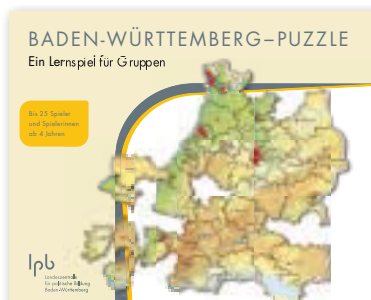 BADEN-WÜRTTEMBERG–PUZZLE
Ein Lernspiel für Gruppen
Bis 25 Spieler
und Spielerinnen
ab 4 Jahren
lpb
Landeszentrale
für politische Bildung
Baden-Württemberg